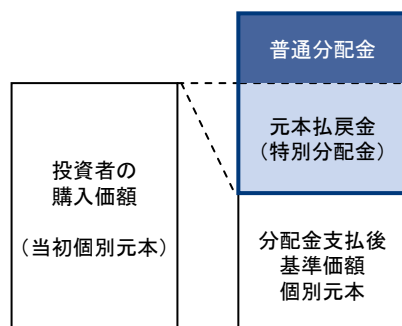 普通分配金
元本払戻金
（特別分配金）
投資者の
購入価額
（当初個別元本）
分配金支払後
基準価額
個別元本